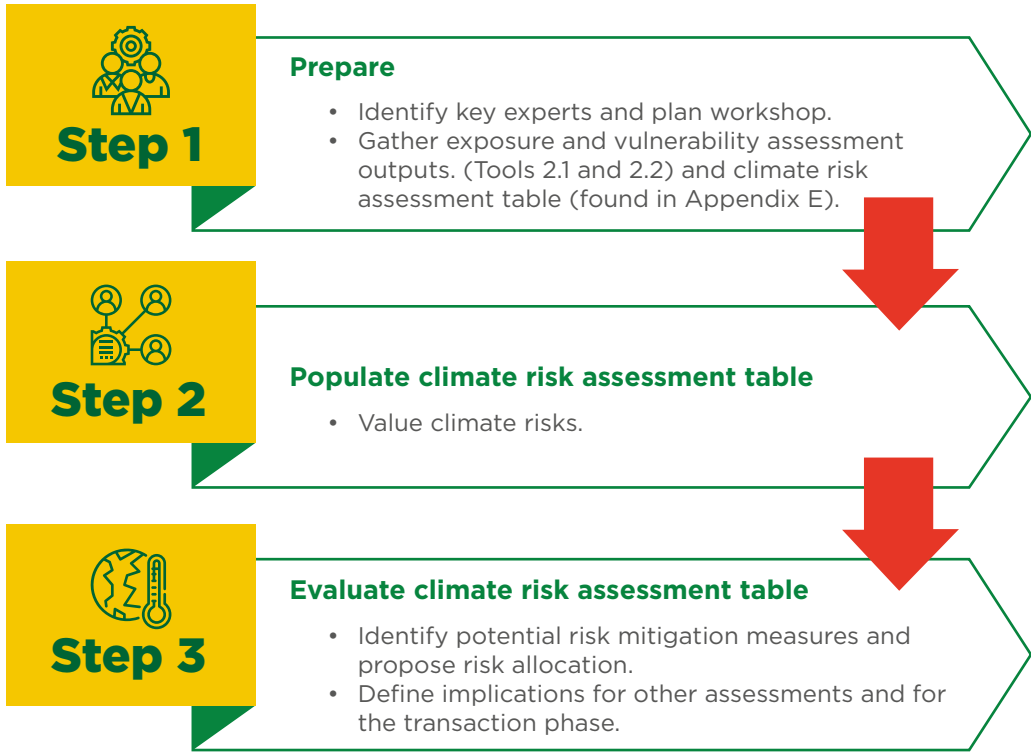 Step 1
Prepare
• Identify key experts and plan workshop.
• Gather exposure and vulnerability assessment
outputs. (Tools 2.1 and 2.2) and climate risk
assessment table (found in Appendix E).
Step 2
Populate climate risk assessment table
• Value climate risks.
Step 3
Evaluate climate risk assessment table
• Identify potential risk mitigation measures and
propose risk allocation.
• Define implications for other assessments and for
the transaction phase.